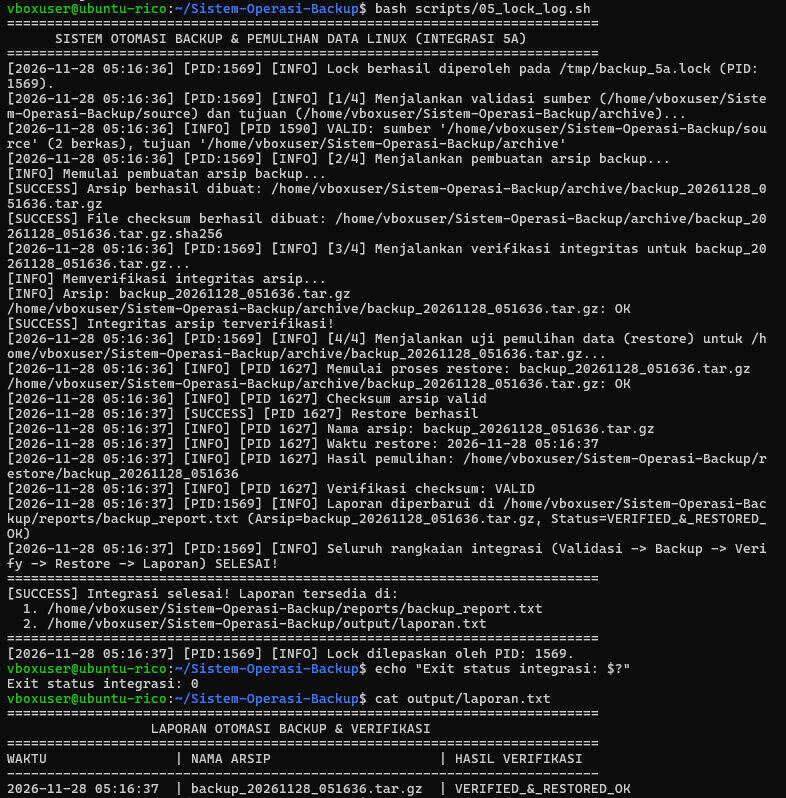 vboxuser@ubuntu-rico:~/Sistem-Operasi-Backup$ bash scripts/05_lock_log.sh
==========================================================================
      SISTEM OTOMASI BACKUP & PEMULIHAN DATA LINUX (INTEGRASI 5A)
==========================================================================
[2026-11-28 05:16:36] [PID:1569] [INFO] Lock berhasil diperoleh pada /tmp/backup_5a.lock (PID:
1569).
[2026-11-28 05:16:36] [PID:1569] [INFO] [1/4] Menjalankan validasi sumber (/home/vboxuser/Siste
m-Operasi-Backup/source) dan tujuan (/home/vboxuser/Sistem-Operasi-Backup/archive)...
[2026-11-28 05:16:36] [INFO] [PID 1590] VALID: sumber '/home/vboxuser/Sistem-Operasi-Backup/sou
rce' (2 berkas), tujuan '/home/vboxuser/Sistem-Operasi-Backup/archive'
[2026-11-28 05:16:36] [PID:1569] [INFO] [2/4] Menjalankan pembuatan arsip backup...
[INFO] Memulai pembuatan arsip backup...
[SUCCESS] Arsip berhasil dibuat: /home/vboxuser/Sistem-Operasi-Backup/archive/backup_20261128_0
51636.tar.gz
[SUCCESS] File checksum berhasil dibuat: /home/vboxuser/Sistem-Operasi-Backup/archive/backup_20
261128_051636.tar.gz.sha256
[2026-11-28 05:16:36] [PID:1569] [INFO] [3/4] Menjalankan verifikasi integritas untuk backup_20
261128_051636.tar.gz...
[INFO] Memverifikasi integritas arsip...
[INFO] Arsip: backup_20261128_051636.tar.gz
/home/vboxuser/Sistem-Operasi-Backup/archive/backup_20261128_051636.tar.gz: OK
[SUCCESS] Integritas arsip terverifikasi!
[2026-11-28 05:16:36] [PID:1569] [INFO] [4/4] Menjalankan uji pemulihan data (restore) untuk /h
ome/vboxuser/Sistem-Operasi-Backup/archive/backup_20261128_051636.tar.gz...
[2026-11-28 05:16:36] [INFO] [PID 1627] Memulai proses restore: backup_20261128_051636.tar.gz
/home/vboxuser/Sistem-Operasi-Backup/archive/backup_20261128_051636.tar.gz: OK
[2026-11-28 05:16:36] [INFO] [PID 1627] Checksum arsip valid
[2026-11-28 05:16:37] [SUCCESS] [PID 1627] Restore berhasil
[2026-11-28 05:16:37] [INFO] [PID 1627] Nama arsip: backup_20261128_051636.tar.gz
[2026-11-28 05:16:37] [INFO] [PID 1627] Waktu restore: 2026-11-28 05:16:37
[2026-11-28 05:16:37] [INFO] [PID 1627] Hasil pemulihan: /home/vboxuser/Sistem-Operasi-Backup/r
estore/backup_20261128_051636
[2026-11-28 05:16:37] [INFO] [PID 1627] Verifikasi checksum: VALID
[2026-11-28 05:16:37] [PID:1569] [INFO] Laporan diperbarui di /home/vboxuser/Sistem-Operasi-Bac
kup/reports/backup_report.txt (Arsip=backup_20261128_051636.tar.gz, Status=VERIFIED_&_RESTORED_
OK)
[2026-11-28 05:16:37] [PID:1569] [INFO] Seluruh rangkaian integrasi (Validasi -> Backup -> Veri
fy -> Restore -> Laporan) SELESAI!
==========================================================================
[SUCCESS] Integrasi selesai! Laporan tersedia di:
  1. /home/vboxuser/Sistem-Operasi-Backup/reports/backup_report.txt
  2. /home/vboxuser/Sistem-Operasi-Backup/output/laporan.txt
==========================================================================
[2026-11-28 05:16:37] [PID:1569] [INFO] Lock dilepaskan oleh PID: 1569.
vboxuser@ubuntu-rico:~/Sistem-Operasi-Backup$ echo "Exit status integrasi: $?"
Exit status integrasi: 0
vboxuser@ubuntu-rico:~/Sistem-Operasi-Backup$ cat output/laporan.txt
==========================================================================
                  LAPORAN OTOMASI BACKUP & VERIFIKASI
==========================================================================
WAKTU                | NAMA ARSIP                     | HASIL VERIFIKASI
--------------------------------------------------------------------------
2026-11-28 05:16:37  | backup_20261128_051636.tar.gz  | VERIFIED_&_RESTORED_OK